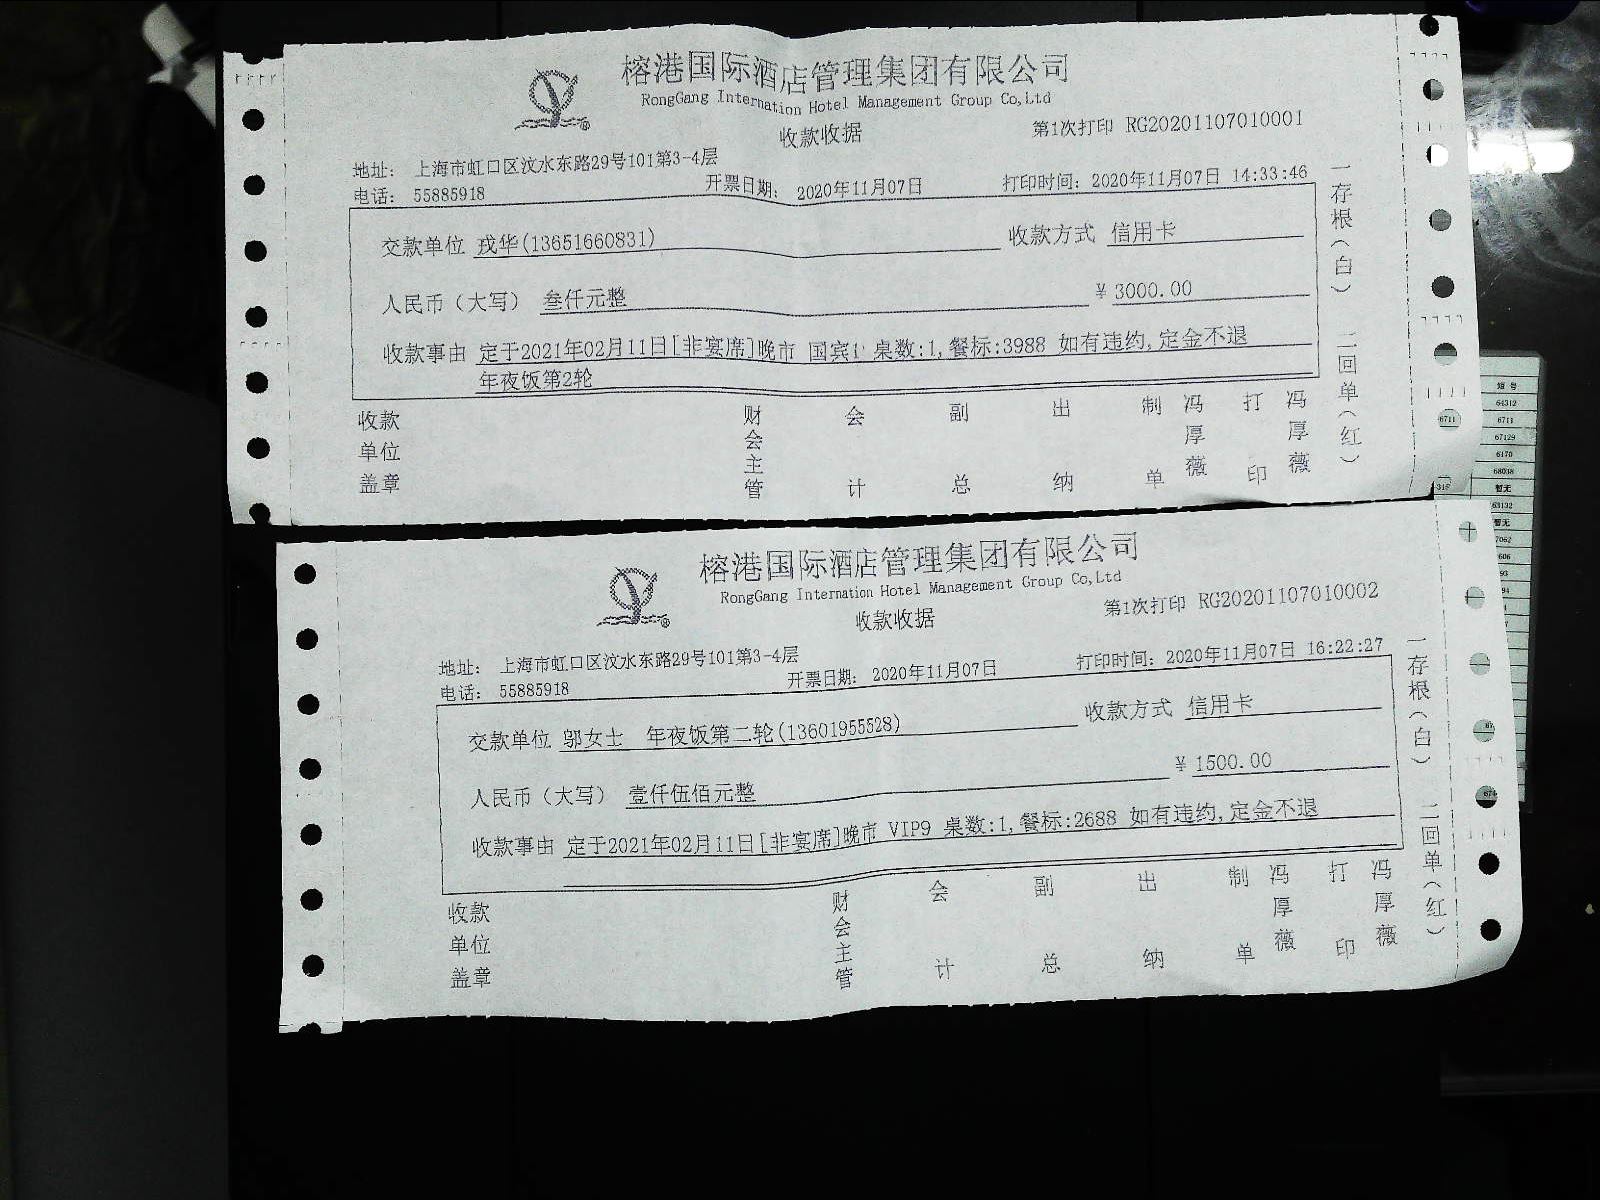 榕港国际酒店管理集团有限公司
RongGang Internation Hotel Management Group Co,Ltd
收款收据
第1次打印 RG20201107010001
地址： 上海市虹口区汶水东路29号101第3-4层
电话： 55885918
开票日期： 2020年11月07日
打印时间： 2020年11月07日 14:33:46
交款单位 戎华(13651660831)
收款方式 信用卡
人民币（大写） 叁仟元整
¥ 3000.00
收款事由 定于2021年02月11日[非宴席]晚市 国宾1 桌数:1,餐标:3988 如有违约,定金不退
年夜饭第2轮
收款单位盖章
财会主管
会计
副总
出纳
制单
冯厚薇
打印
冯厚薇
一存根(白) 二回单(红)
榕港国际酒店管理集团有限公司
RongGang Internation Hotel Management Group Co,Ltd
收款收据
第1次打印 RG20201107010002
地址： 上海市虹口区汶水东路29号101第3-4层
电话： 55885918
开票日期： 2020年11月07日
打印时间： 2020年11月07日 16:22:27
交款单位 邬女士 年夜饭第二轮(13601955528)
收款方式 信用卡
人民币（大写） 壹仟伍佰元整
¥ 1500.00
收款事由 定于2021年02月11日[非宴席]晚市 VIP9 桌数:1,餐标:2688 如有违约,定金不退
收款单位盖章
财会主管
会计
副总
出纳
制单
冯厚薇
打印
冯厚薇
一存根(白) 二回单(红)
短号
64312
6711
67129
6170
68038
暂无
63132
暂无